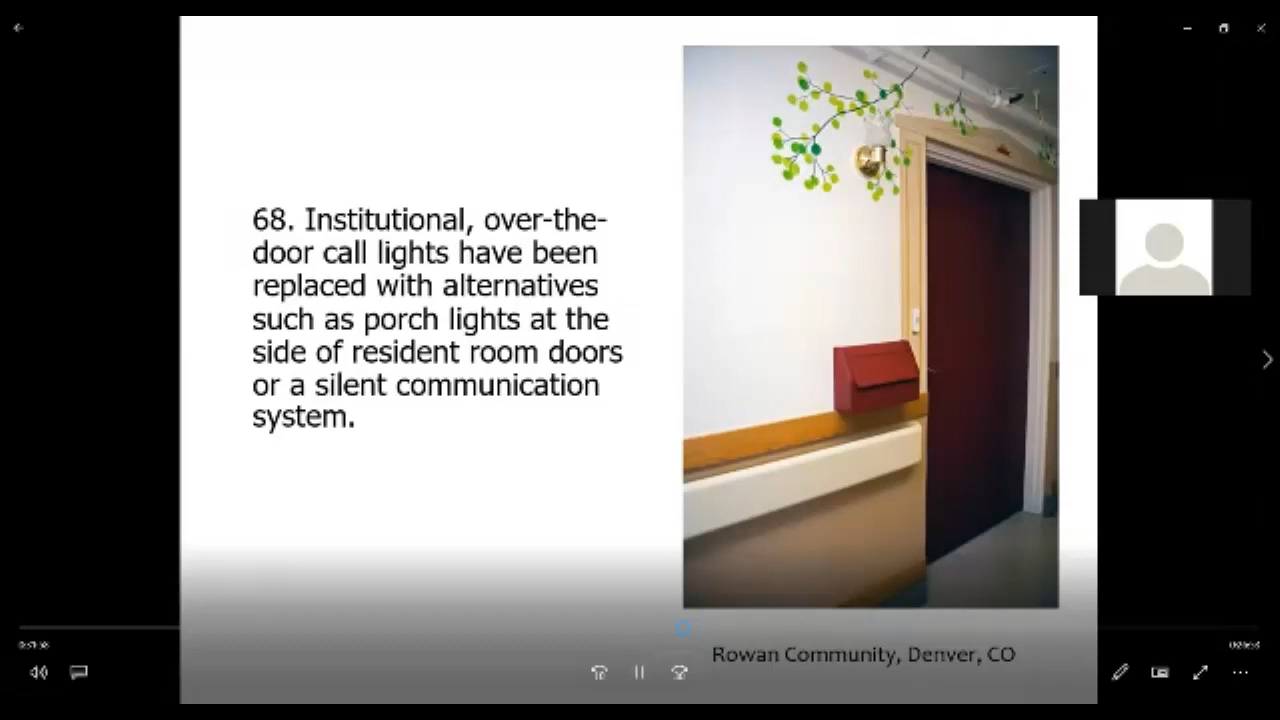 68. Institutional, over-the-
door call lights have been
replaced with alternatives
such as porch lights at the
side of resident room doors
or a silent communication
system.
Rowan Community, Denver, CO